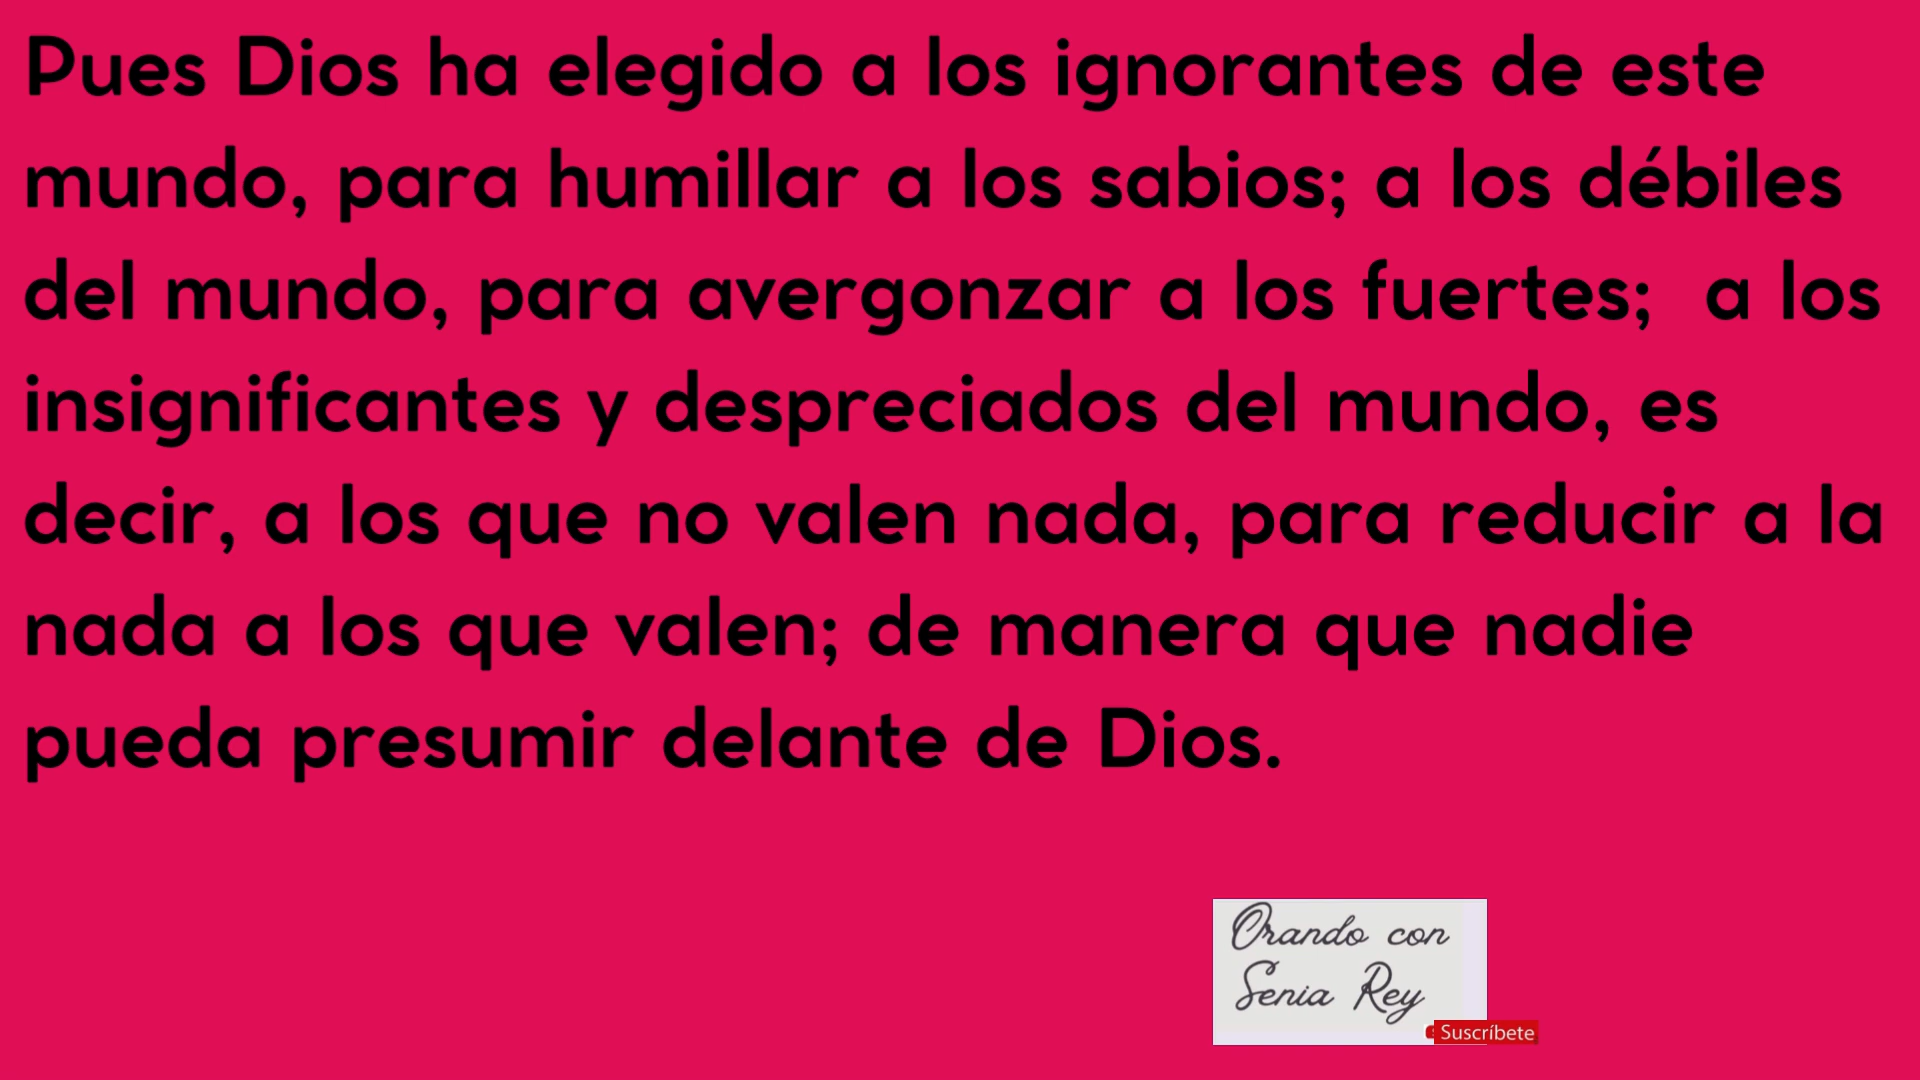 Pues Dios ha elegido a los ignorantes de este
mundo, para humillar a los sabios; a los débiles
del mundo, para avergonzar a los fuertes;  a los
insignificantes y despreciados del mundo, es
decir, a los que no valen nada, para reducir a la
nada a los que valen; de manera que nadie
pueda presumir delante de Dios.
Orando con
Senia Rey
Suscríbete